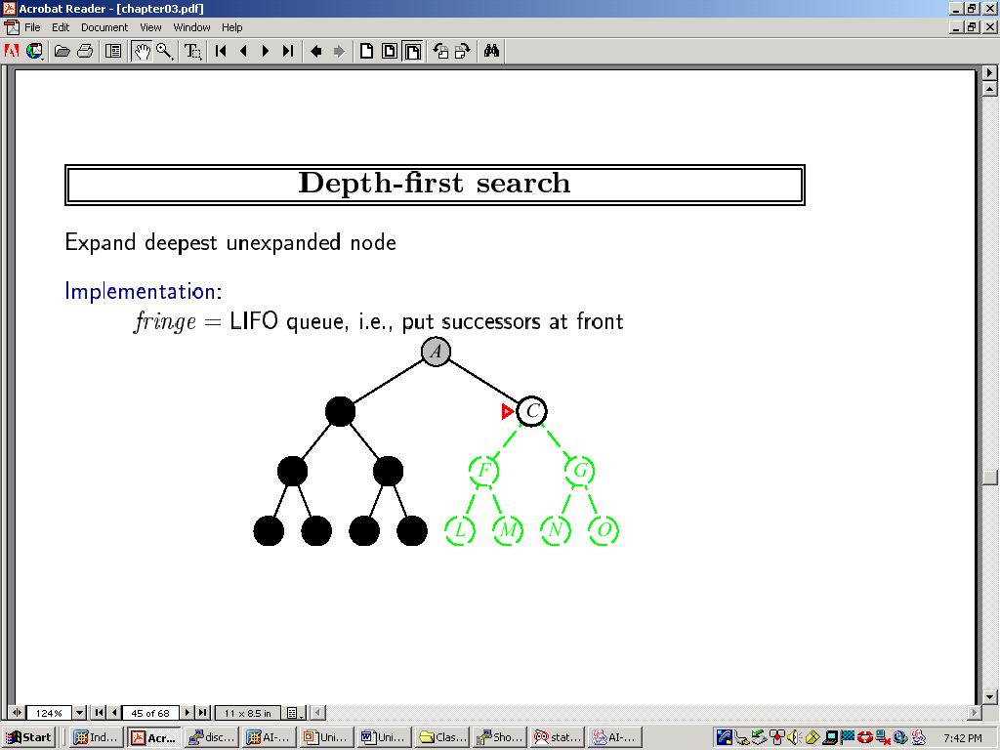 Acrobat Reader - [chapter03.pdf]
File Edit Document View Window Help
Depth-first search
Expand deepest unexpanded node
Implementation:
fringe = LIFO queue, i.e., put successors at front
A
C
F G
L M N O
124% 45 of 68 11 x 8.5 in
Start Ind... Acr... disc... AI-... Uni... Uni... Clas... Sho... stat... AI-... 7:42 PM